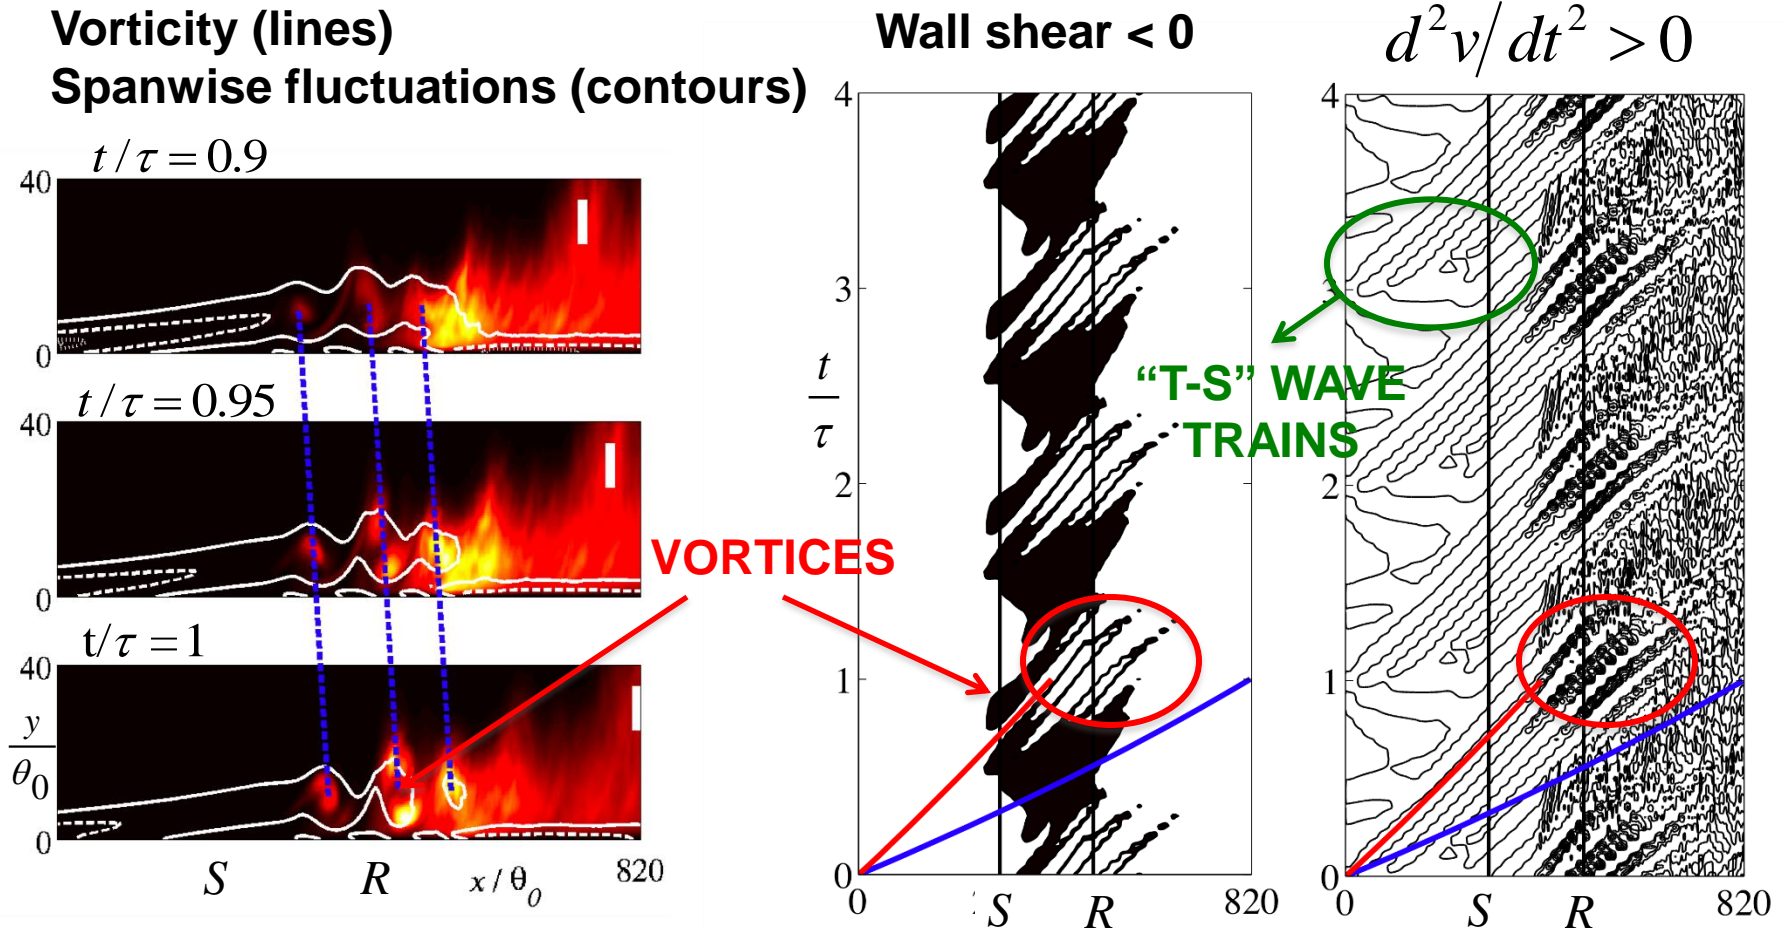 Vorticity (lines)
Spanwise fluctuations (contours)
t/τ = 0.9
40
0
t/τ = 0.95
40
0
t/τ = 1
40
y/θ₀
0
S
R
x/θ₀
820
VORTICES
Wall shear < 0
4
3
t/τ
2
1
0
0
S
R
820
d²v/dt² > 0
4
3
2
1
0
0
S
R
820
“T-S” WAVE
TRAINS